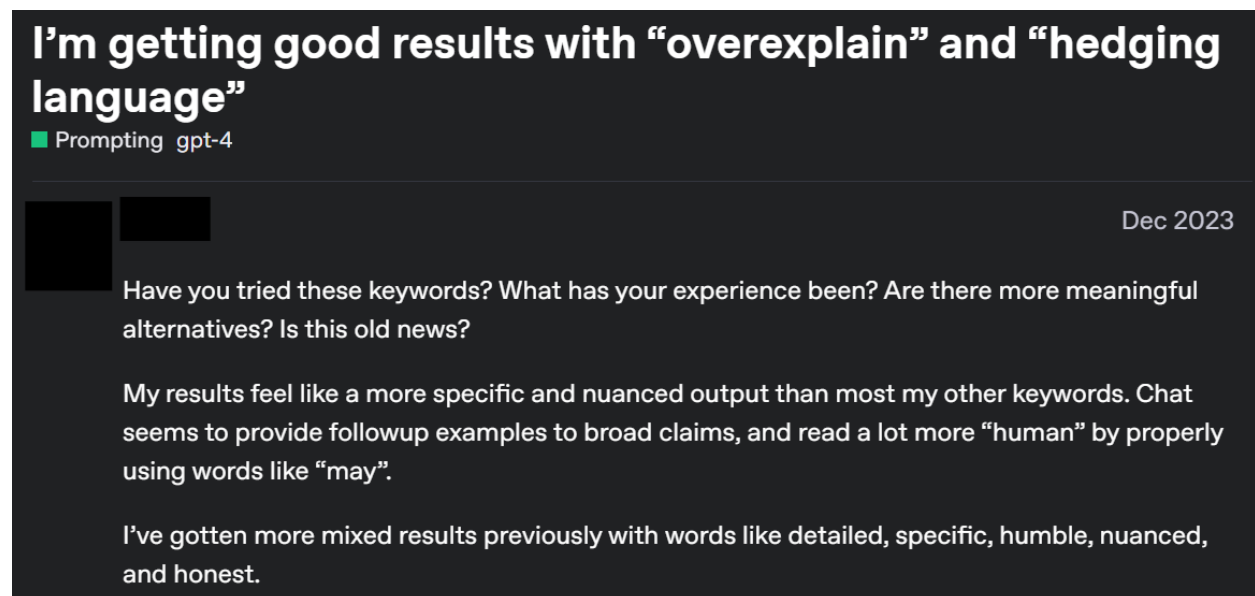 I’m getting good results with “overexplain” and “hedging
language”
Prompting gpt-4
Dec 2023
Have you tried these keywords? What has your experience been? Are there more meaningful
alternatives? Is this old news?
My results feel like a more specific and nuanced output than most my other keywords. Chat
seems to provide followup examples to broad claims, and read a lot more “human” by properly
using words like “may”.
I’ve gotten more mixed results previously with words like detailed, specific, humble, nuanced,
and honest.